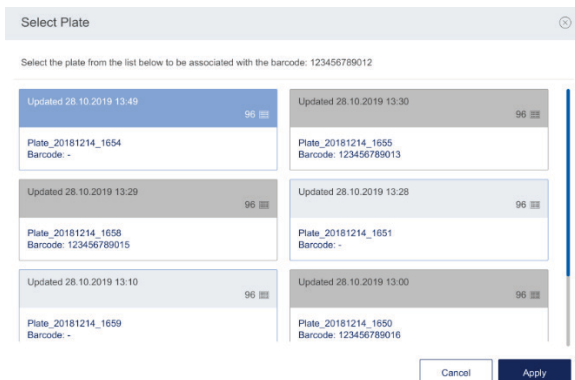 Select Plate
Select the plate from the list below to be associated with the barcode: 123456789012
Updated 28.10.2019 13:49
96
Plate_20181214_1654
Barcode: -
Updated 28.10.2019 13:30
96
Plate_20181214_1655
Barcode: 123456789013
Updated 28.10.2019 13:29
96
Plate_20181214_1658
Barcode: 123456789015
Updated 28.10.2019 13:28
96
Plate_20181214_1651
Barcode: -
Updated 28.10.2019 13:10
96
Plate_20181214_1659
Barcode: -
Updated 28.10.2019 13:00
96
Plate_20181214_1650
Barcode: 123456789016
Cancel
Apply